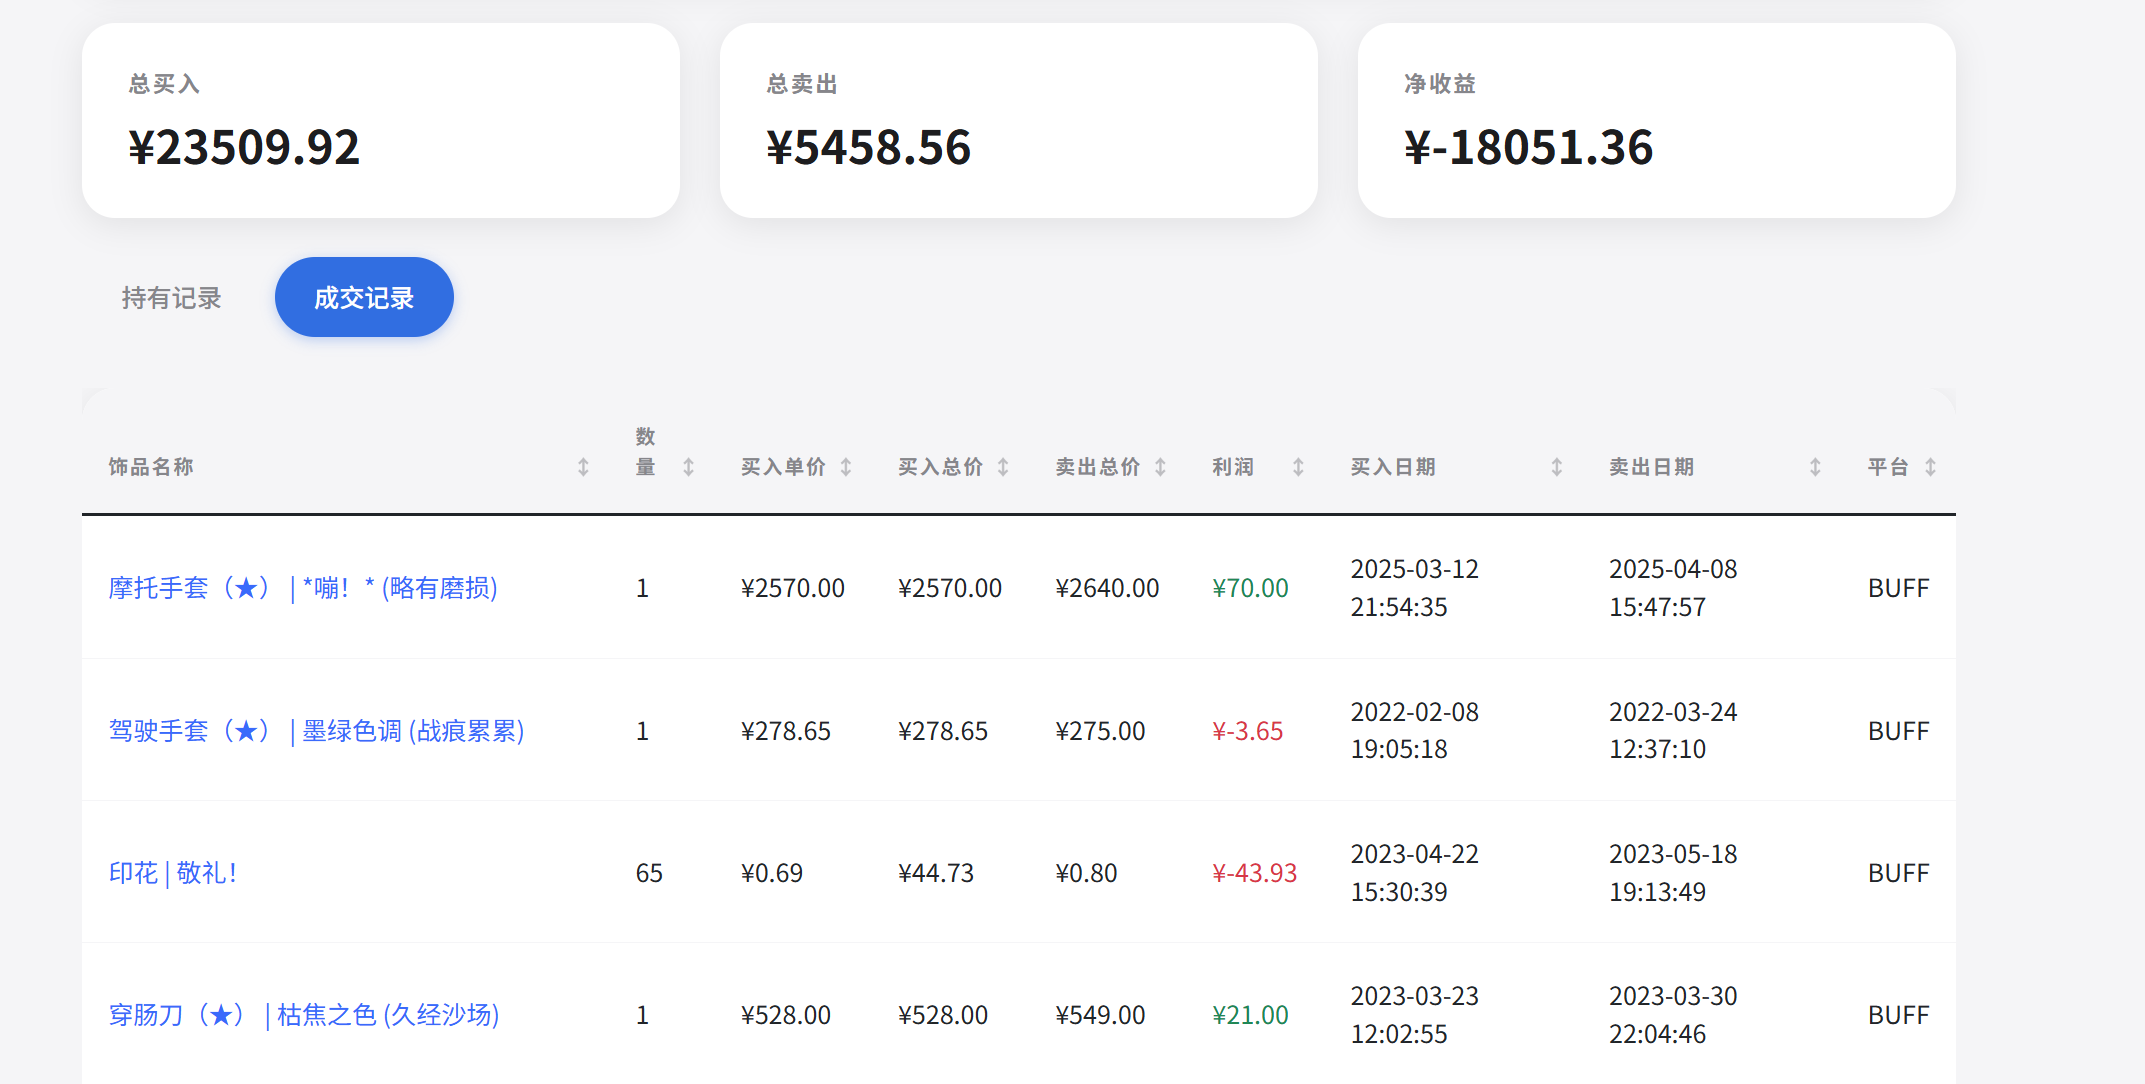 总买入
¥23509.92
总卖出
¥5458.56
净收益
¥-18051.36
持有记录
成交记录
饰品名称 数量 买入单价 买入总价 卖出总价 利润 买入日期 卖出日期 平台
摩托手套（★） | *嘣！* (略有磨损) 1 ¥2570.00 ¥2570.00 ¥2640.00 ¥70.00 2025-03-12 21:54:35 2025-04-08 15:47:57 BUFF
驾驶手套（★） | 墨绿色调 (战痕累累) 1 ¥278.65 ¥278.65 ¥275.00 ¥-3.65 2022-02-08 19:05:18 2022-03-24 12:37:10 BUFF
印花 | 敬礼！ 65 ¥0.69 ¥44.73 ¥0.80 ¥-43.93 2023-04-22 15:30:39 2023-05-18 19:13:49 BUFF
穿肠刀（★） | 枯焦之色 (久经沙场) 1 ¥528.00 ¥528.00 ¥549.00 ¥21.00 2023-03-23 12:02:55 2023-03-30 22:04:46 BUFF